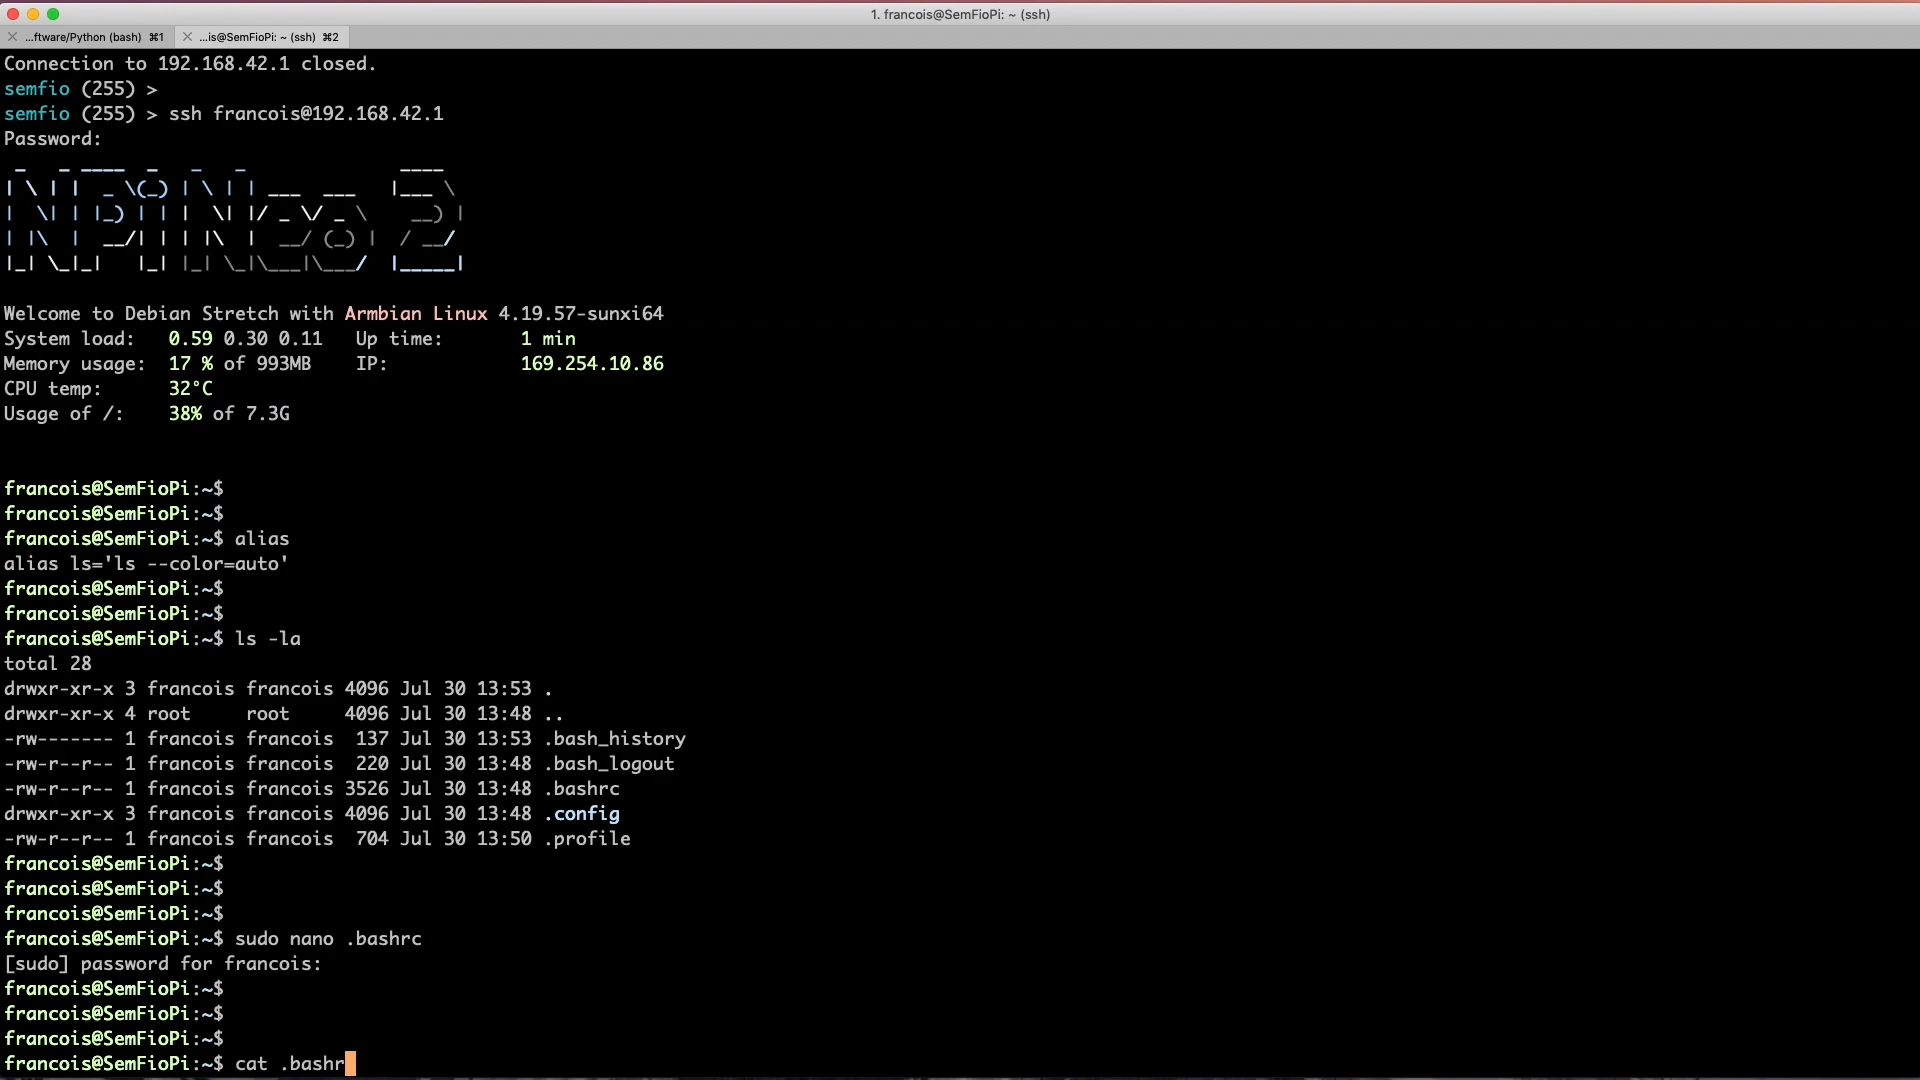 1. francois@SemFioPi: ~ (ssh)
...ftware/Python (bash) ⌘1
...is@SemFioPi: ~ (ssh) ⌘2
Connection to 192.168.42.1 closed.
semfio (255) >
semfio (255) > ssh francois@192.168.42.1
Password:
NPi Neo 2
Welcome to Debian Stretch with Armbian Linux 4.19.57-sunxi64
System load:   0.59 0.30 0.11   Up time:       1 min
Memory usage:  17 % of 993MB    IP:            169.254.10.86
CPU temp:      32°C
Usage of /:    38% of 7.3G
francois@SemFioPi:~$
francois@SemFioPi:~$
francois@SemFioPi:~$ alias
alias ls='ls --color=auto'
francois@SemFioPi:~$
francois@SemFioPi:~$
francois@SemFioPi:~$ ls -la
total 28
drwxr-xr-x 3 francois francois 4096 Jul 30 13:53 .
drwxr-xr-x 4 root     root     4096 Jul 30 13:48 ..
-rw------- 1 francois francois  137 Jul 30 13:53 .bash_history
-rw-r--r-- 1 francois francois  220 Jul 30 13:48 .bash_logout
-rw-r--r-- 1 francois francois 3526 Jul 30 13:48 .bashrc
drwxr-xr-x 3 francois francois 4096 Jul 30 13:48 .config
-rw-r--r-- 1 francois francois  704 Jul 30 13:50 .profile
francois@SemFioPi:~$
francois@SemFioPi:~$
francois@SemFioPi:~$
francois@SemFioPi:~$ sudo nano .bashrc
[sudo] password for francois:
francois@SemFioPi:~$
francois@SemFioPi:~$
francois@SemFioPi:~$
francois@SemFioPi:~$ cat .bashr